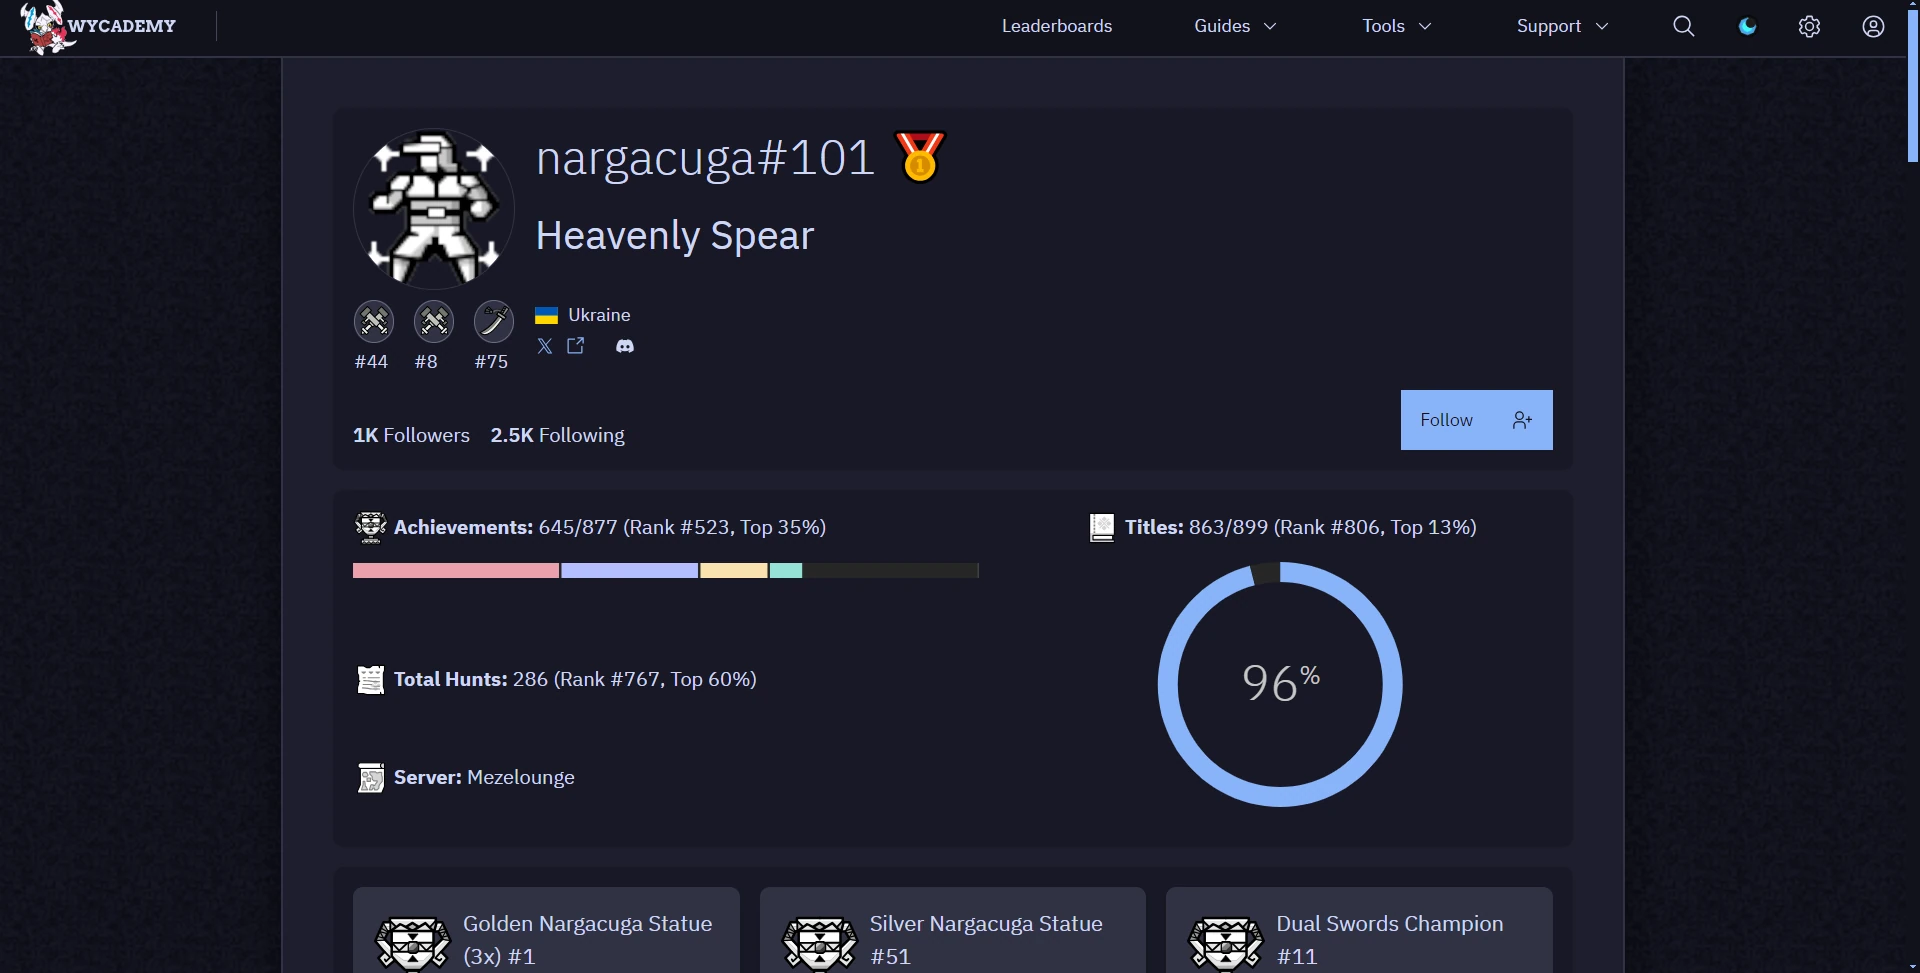 WYCADEMY
Leaderboards
Guides
Tools
Support
nargacuga#101
Heavenly Spear
#44
#8
#75
Ukraine
1K Followers 2.5K Following
Follow
Achievements: 645/877 (Rank #523, Top 35%)
Total Hunts: 286 (Rank #767, Top 60%)
Server: Mezelounge
Titles: 863/899 (Rank #806, Top 13%)
96%
Golden Nargacuga Statue
(3x) #1
Silver Nargacuga Statue
#51
Dual Swords Champion
#11